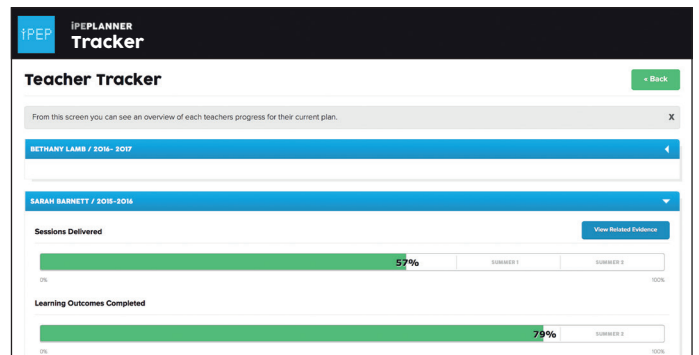 iPEP
iPEPLANNER
Tracker
Teacher Tracker
< Back
From this screen you can see an overview of each teachers progress for their current plan.
X
BETHANY LAMB / 2016- 2017
SARAH BARNETT / 2015-2016
Sessions Delivered
View Related Evidence
57%
SUMMER 1
SUMMER 2
0%
100%
Learning Outcomes Completed
79%
SUMMER 2
0%
100%